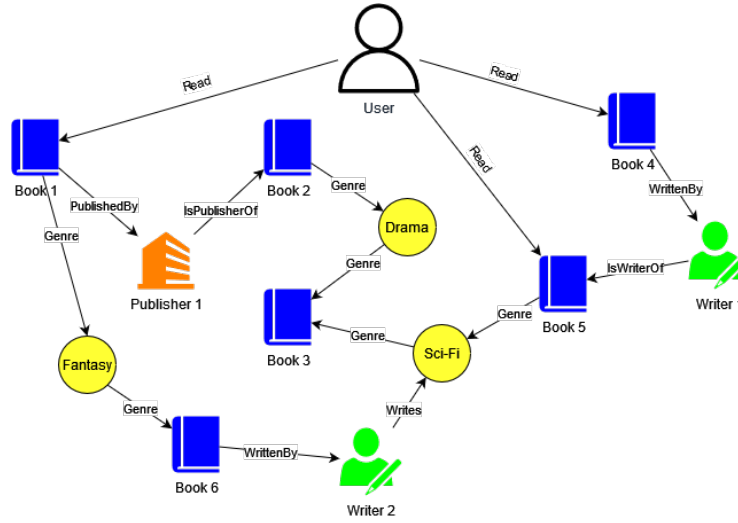 User
Read
Read
Read
Book 1
Book 2
Book 4
PublishedBy
IsPublisherOf
Genre
WrittenBy
Genre
Drama
Publisher 1
Genre
IsWriterOf
Writer
Book 5
Genre
Book 3
Genre
Sci-Fi
Fantasy
Genre
Writes
Book 6
WrittenBy
Writer 2